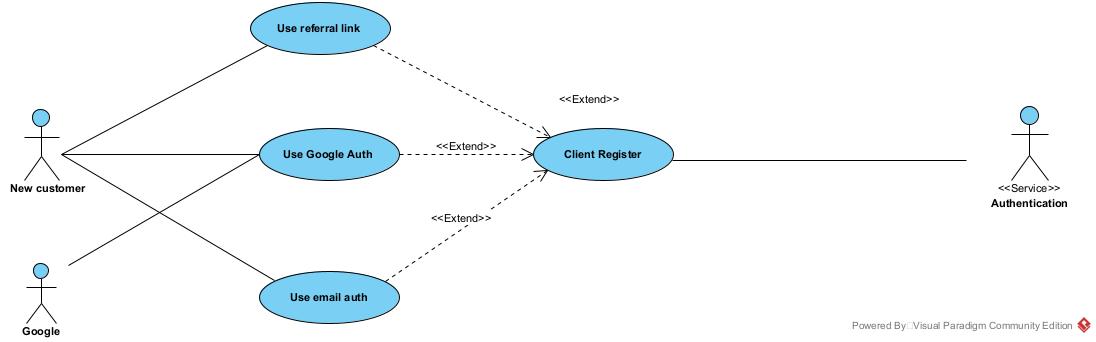 Use referral link
<<Extend>>
Use Google Auth
<<Extend>>
Client Register
New customer
<<Service>>
Authentication
<<Extend>>
Use email auth
Google
Powered By Visual Paradigm Community Edition